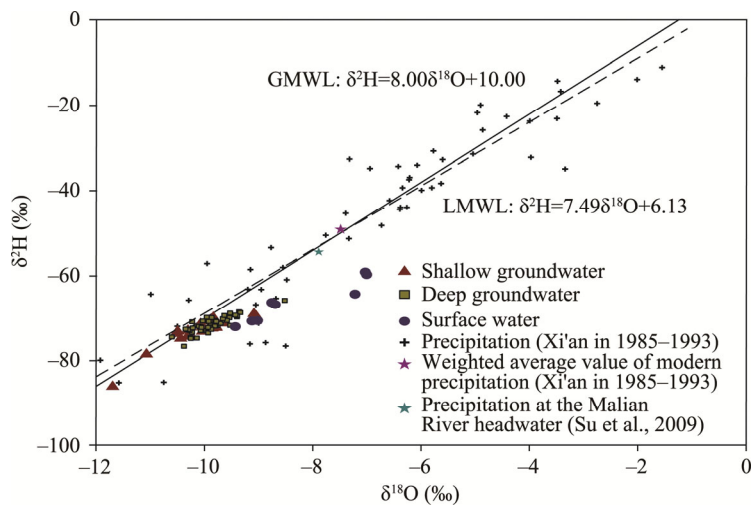 0
GMWL: δ²H=8.00δ¹⁸O+10.00
−20
−40
LMWL: δ²H=7.49δ¹⁸O+6.13
δ²H (‰)
−60
Shallow groundwater
Deep groundwater
Surface water
Precipitation (Xi'an in 1985–1993)
−80
Weighted average value of modern
precipitation (Xi'an in 1985–1993)
Precipitation at the Malian
River headwater (Su et al., 2009)
−100
−12 −10 −8 −6 −4 −2 0
δ¹⁸O (‰)